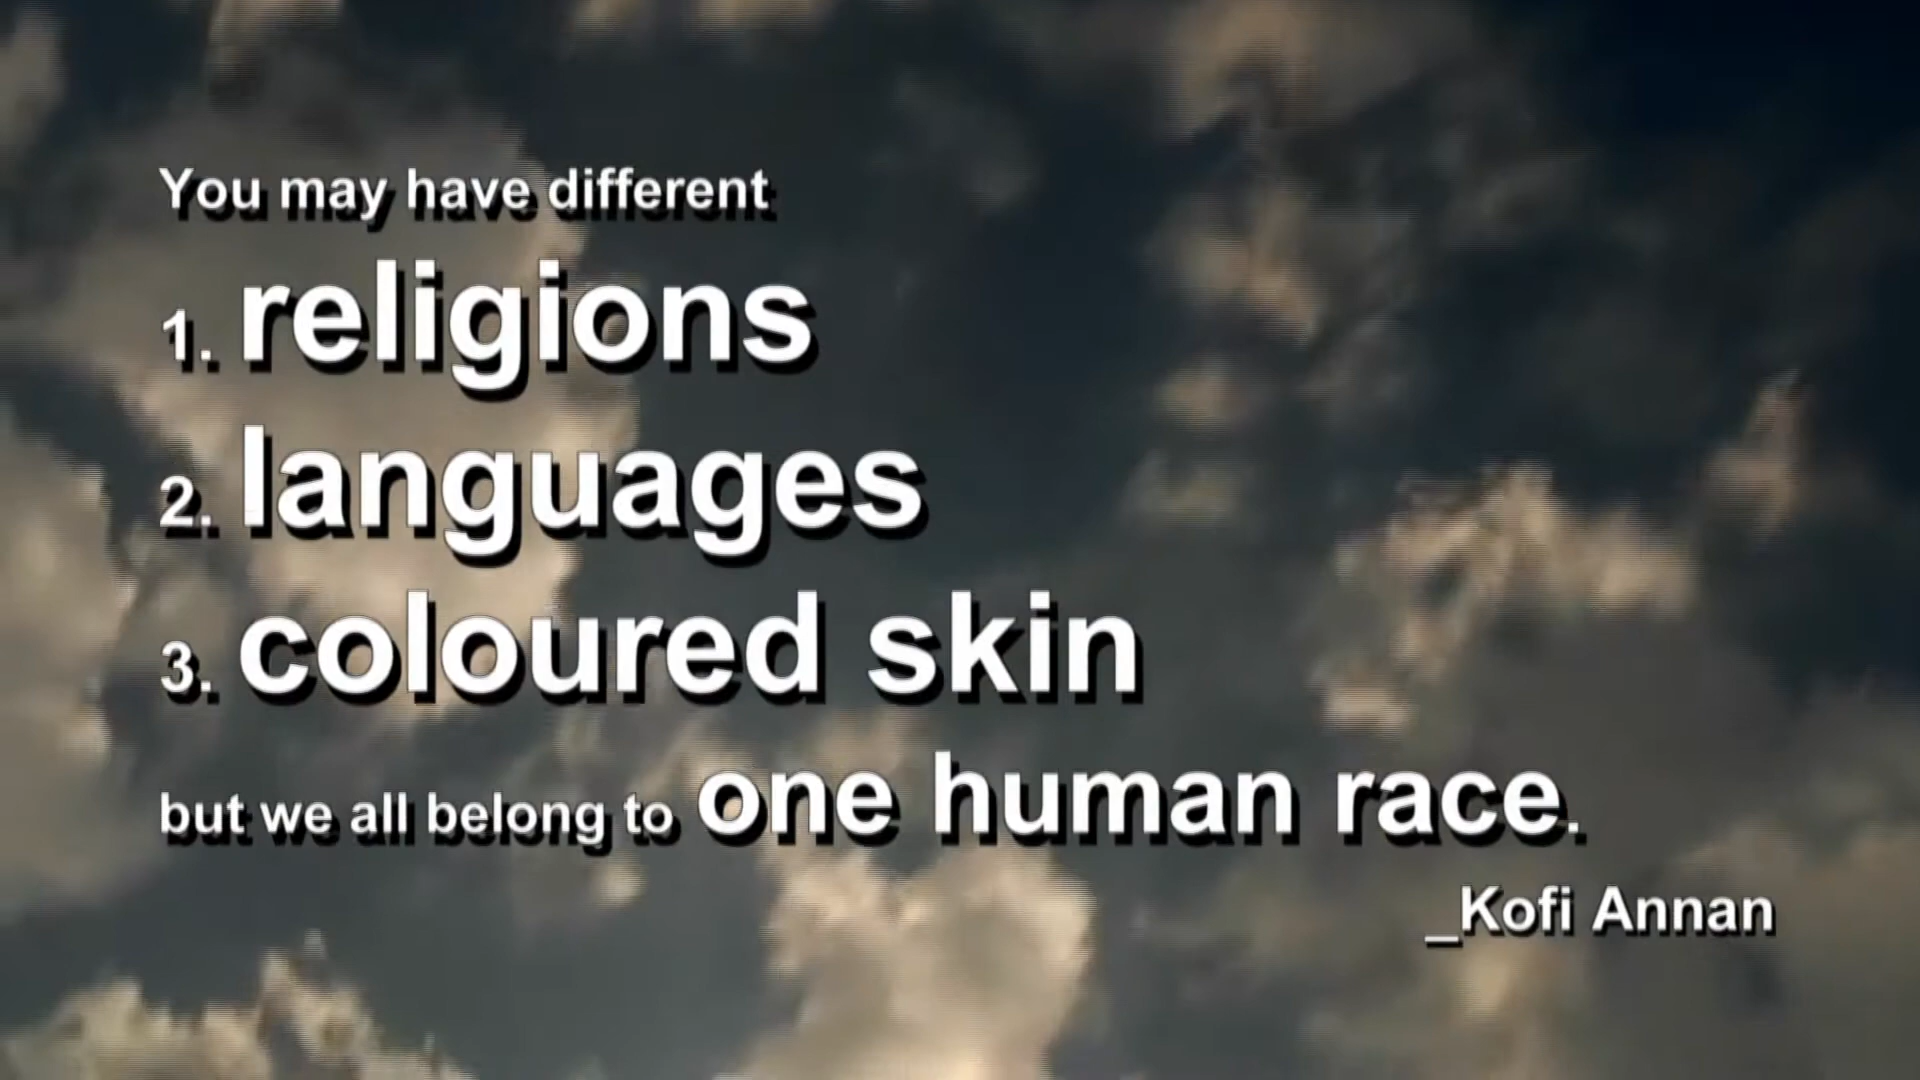 You may have different
1. religions
2. languages
3. coloured skin
but we all belong to one human race.
_Kofi Annan